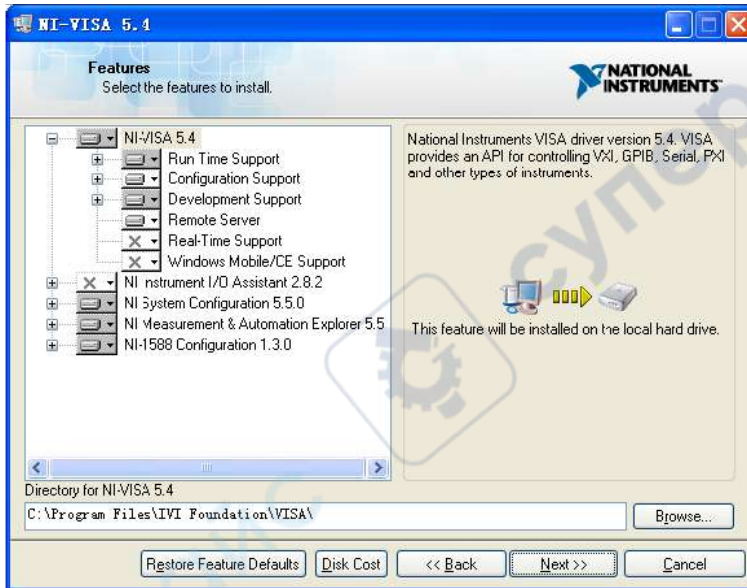 NI-VISA 5.4
Features
Select the features to install.
NATIONAL
INSTRUMENTS
NI-VISA 5.4
Run Time Support
Configuration Support
Development Support
Remote Server
Real-Time Support
Windows Mobile/CE Support
NI Instrument I/O Assistant 2.8.2
NI System Configuration 5.5.0
NI Measurement & Automation Explorer 5.5
NI-1588 Configuration 1.3.0
National Instruments VISA driver version 5.4. VISA
provides an API for controlling VXI, GPIB, Serial, PXI
and other types of instruments.
This feature will be installed on the local hard drive.
Directory for NI-VISA 5.4
C:\Program Files\IVI Foundation\VISA\
Browse...
Restore Feature Defaults
Disk Cost
<< Back
Next >>
Cancel